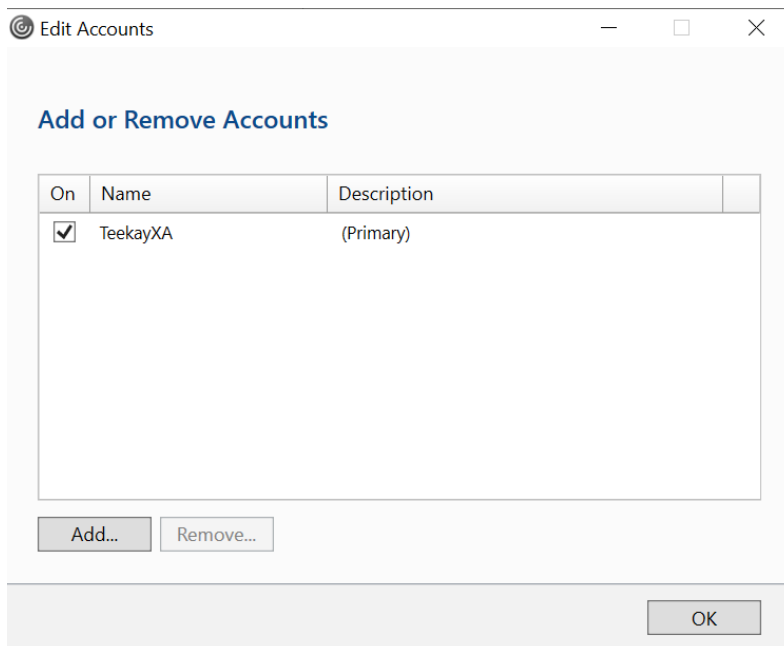 Edit Accounts
Add or Remove Accounts
On Name Description
TeekayXA (Primary)
Add... Remove...
OK